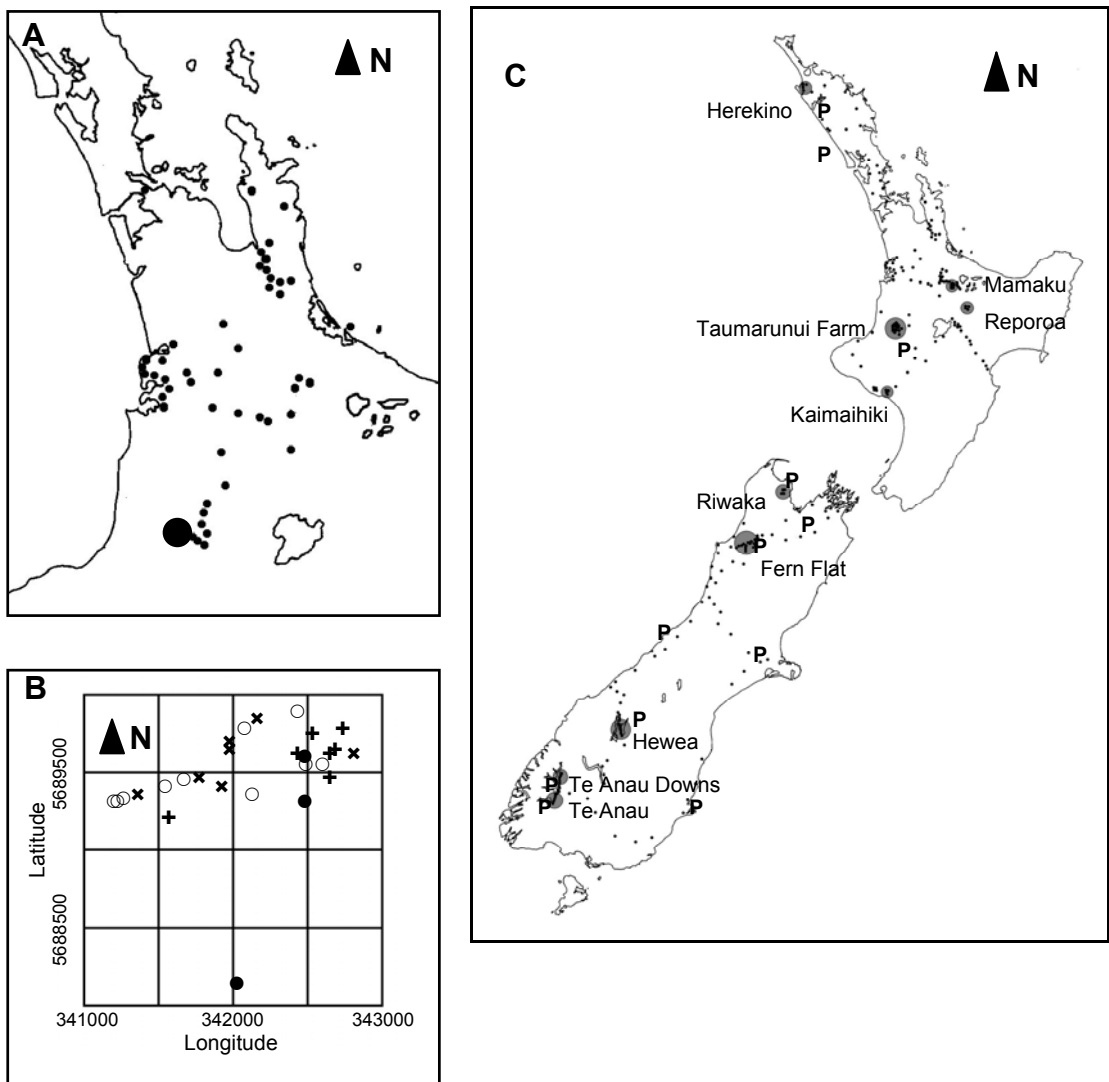 A
N
B
N
5689500
5688500
Latitude
341000 342000 343000
Longitude
C
N
Herekino
P
P
Mamaku
Reporoa
Taumarunui Farm
P
Kaimaihiki
P
Riwaka
P
P
Fern Flat
P
P
P
Hewea
Te Anau Downs
P
Te Anau
P
P